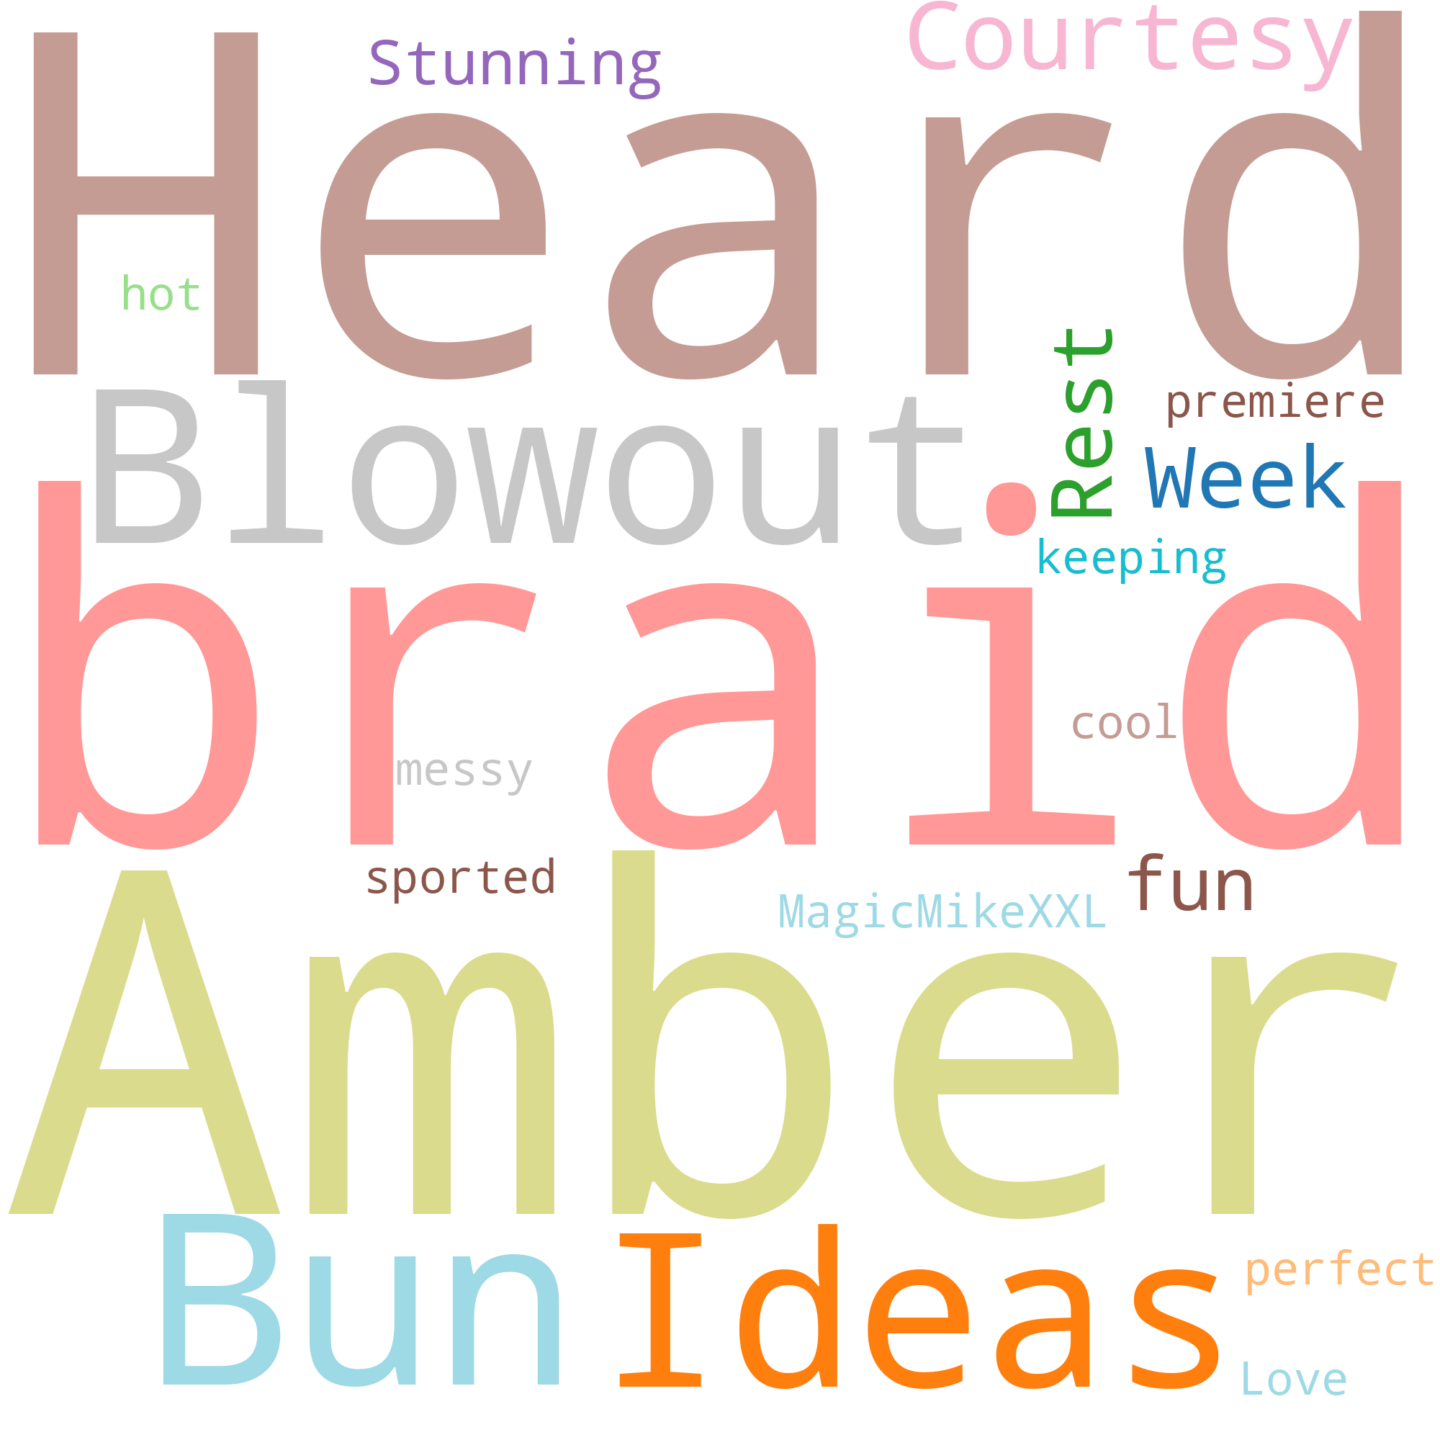 Stunning
Courtesy
Heard
hot
Rest
premiere
Blowout
Week
keeping
braid
cool
messy
sported
MagicMikeXXL
fun
Amber
Bun
Ideas
perfect
Love